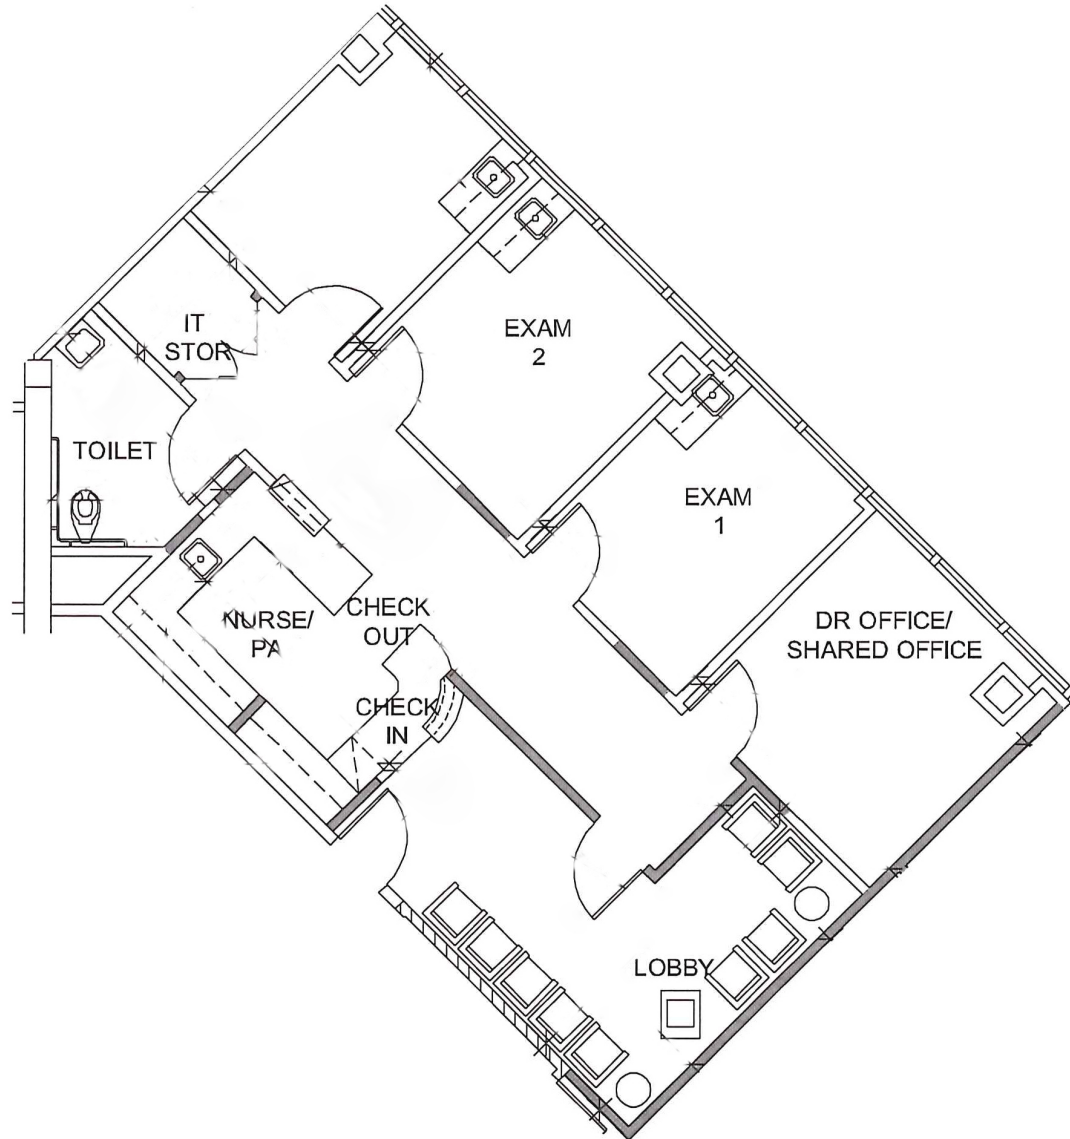 IT
STOR
EXAM
2
TOILET
EXAM
1
NURSE/
PA
CHECK
OUT
DR OFFICE/
SHARED OFFICE
CHECK
IN
LOBBY